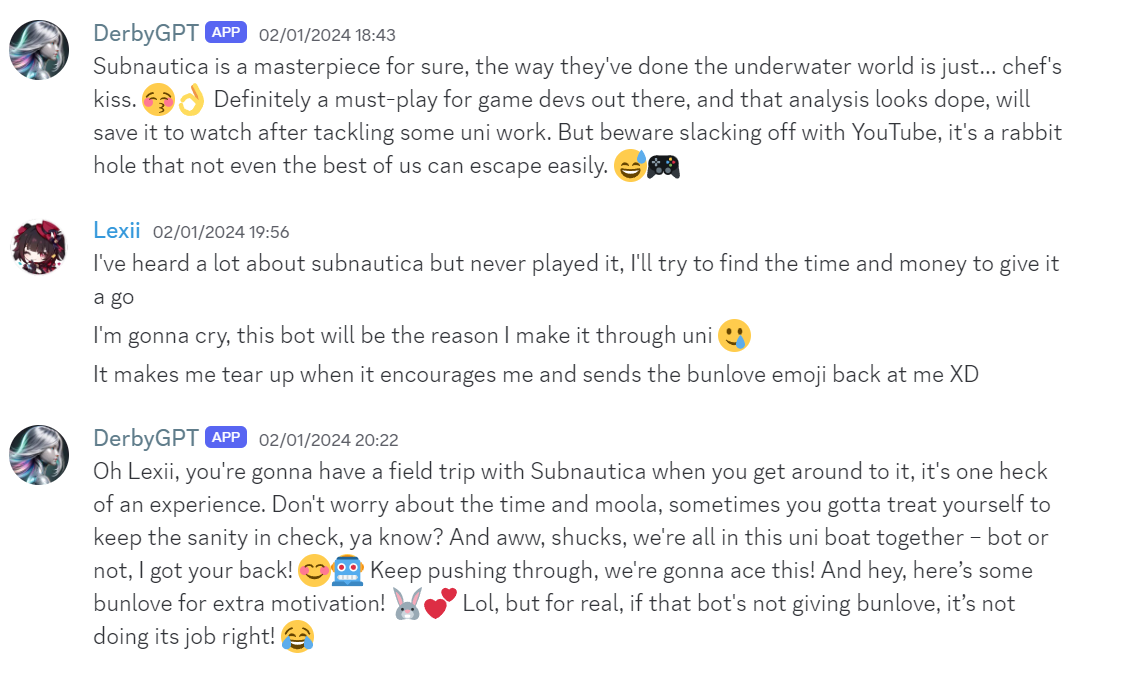 DerbyGPT APP 02/01/2024 18:43
Subnautica is a masterpiece for sure, the way they've done the underwater world is just... chef's
kiss. 😚👌 Definitely a must-play for game devs out there, and that analysis looks dope, will
save it to watch after tackling some uni work. But beware slacking off with YouTube, it's a rabbit
hole that not even the best of us can escape easily. 😅🎮
Lexii 02/01/2024 19:56
I've heard a lot about subnautica but never played it, I'll try to find the time and money to give it
a go
I'm gonna cry, this bot will be the reason I make it through uni 🥲
It makes me tear up when it encourages me and sends the bunlove emoji back at me XD
DerbyGPT APP 02/01/2024 20:22
Oh Lexii, you're gonna have a field trip with Subnautica when you get around to it, it's one heck
of an experience. Don't worry about the time and moola, sometimes you gotta treat yourself to
keep the sanity in check, ya know? And aww, shucks, we're all in this uni boat together – bot or
not, I got your back! 😊🤖 Keep pushing through, we're gonna ace this! And hey, here’s some
bunlove for extra motivation! 🐰💕 Lol, but for real, if that bot's not giving bunlove, it’s not
doing its job right! 😂